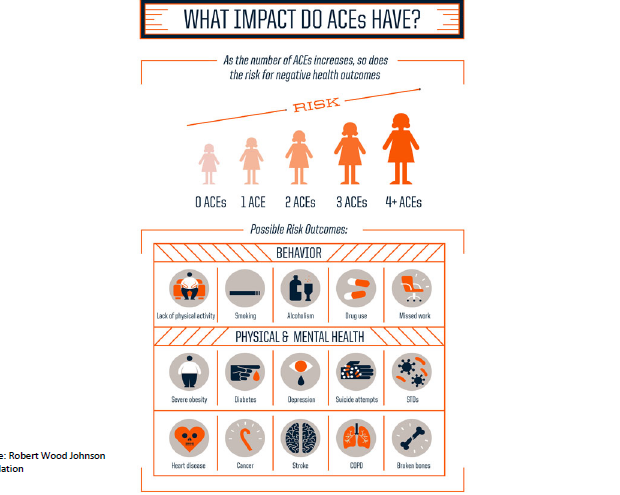 WHAT IMPACT DO ACEs HAVE?
As the number of ACEs increases, so does
the risk for negative health outcomes
RISK
0 ACEs 1 ACE 2 ACEs 3 ACEs 4+ ACEs
Possible Risk Outcomes:
BEHAVIOR
Lack of physical activity Smoking Alcoholism Drug use Missed work
PHYSICAL & MENTAL HEALTH
Severe obesity Diabetes Depression Suicide attempts STDs
Heart disease Cancer Stroke COPD Broken bones
e: Robert Wood Johnson
lation